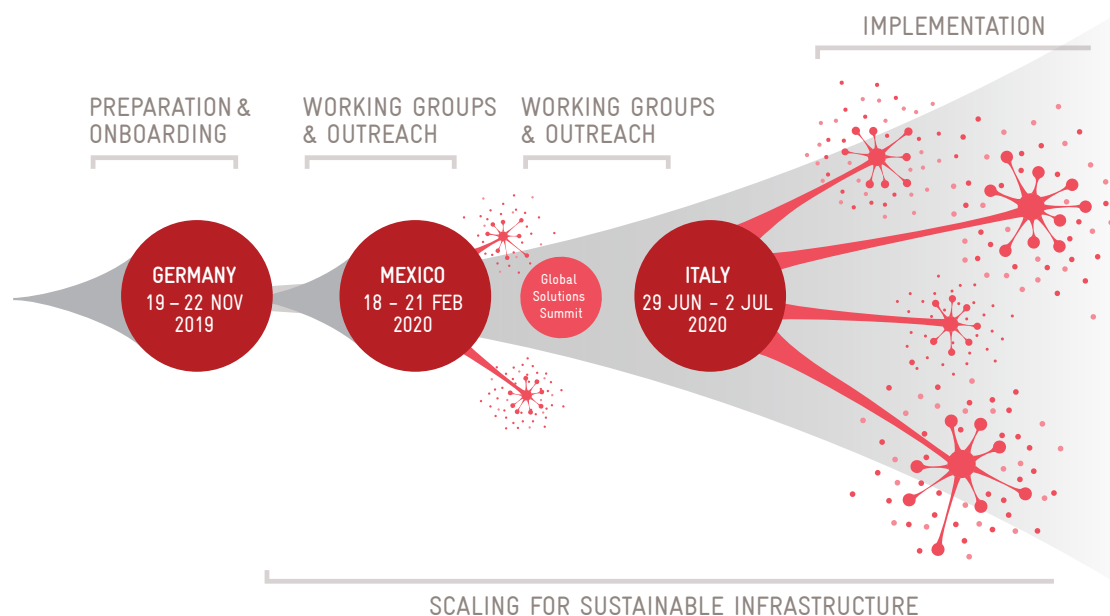 IMPLEMENTATION
PREPARATION &
ONBOARDING
WORKING GROUPS
& OUTREACH
WORKING GROUPS
& OUTREACH
GERMANY
19 – 22 NOV
2019
MEXICO
18 – 21 FEB
2020
Global
Solutions
Summit
ITALY
29 JUN – 2 JUL
2020
SCALING FOR SUSTAINABLE INFRASTRUCTURE